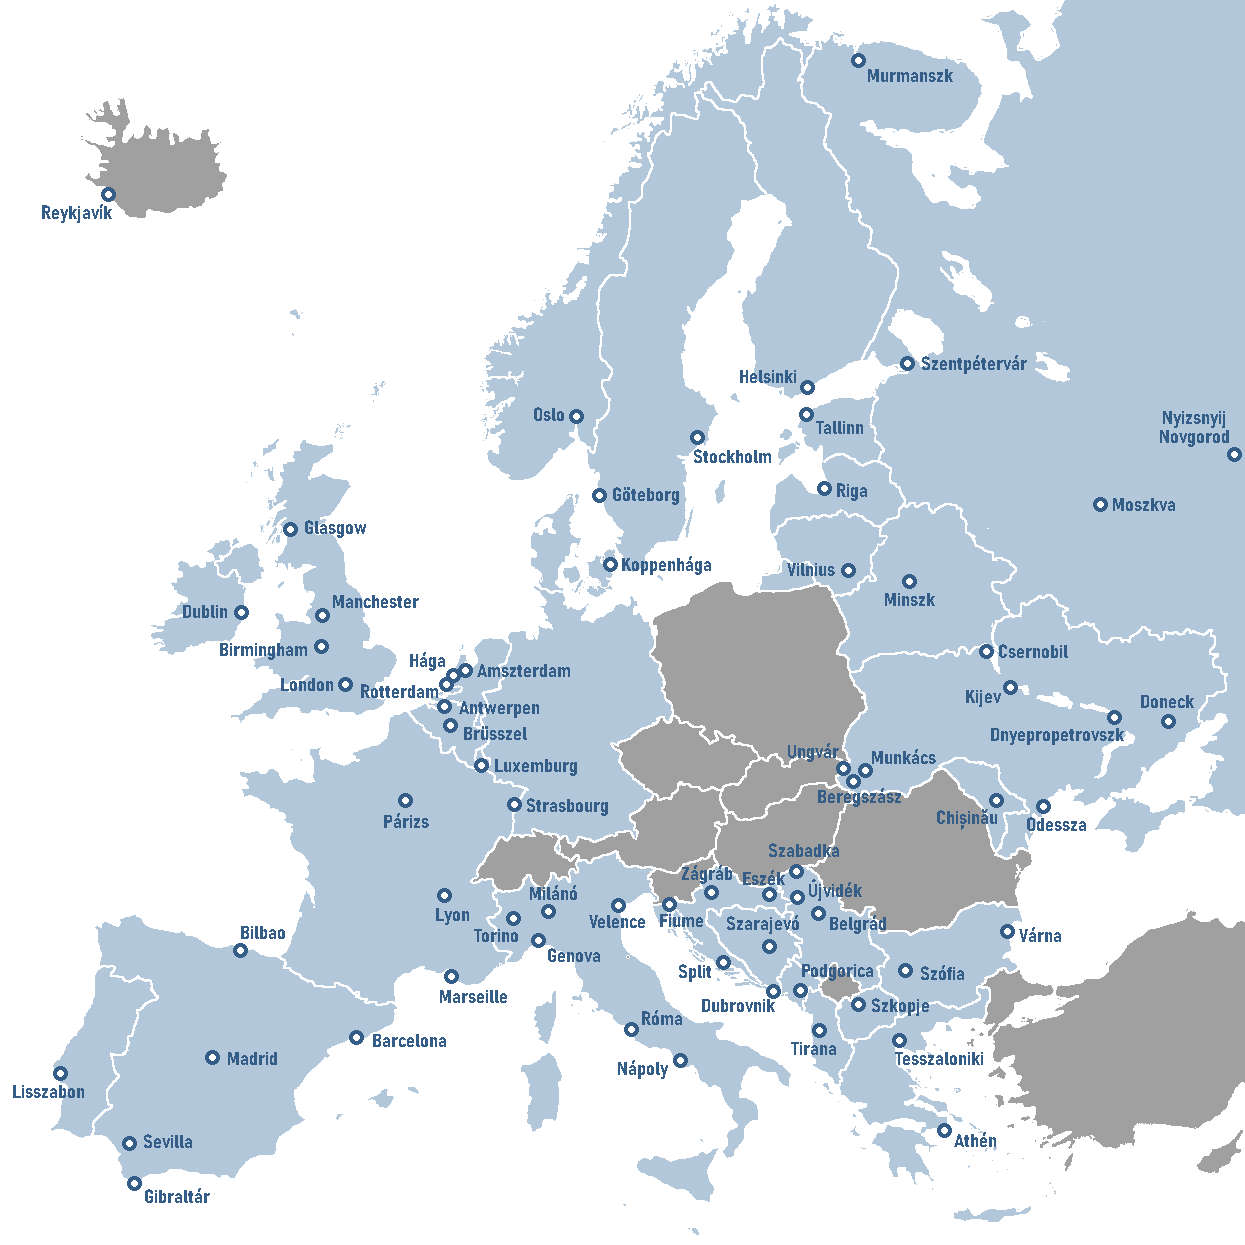 Murmanszk
Reykjavík
Szentpétervár
Helsinki
Oslo
Tallinn
Nyizsnyij
Novgorod
Stockholm
Riga
Göteborg
Moszkva
Glasgow
Koppenhága
Vilnius
Minszk
Manchester
Dublin
Birmingham
Csernobil
Hága
Amszterdam
London
Rotterdam
Kijev
Antwerpen
Doneck
Brüsszel
Dnyepropetrovszk
Ungvár
Munkács
Luxemburg
Beregszász
Strasbourg
Párizs
Chișinău
Odessza
Szabadka
Zágráb
Eszék
Újvidék
Milánó
Lyon
Torino
Velence
Fiume
Szarajevó
Belgrád
Bilbao
Várna
Genova
Split
Podgorica
Szófia
Marseille
Dubrovnik
Szkopje
Róma
Barcelona
Tirana
Madrid
Tesszaloniki
Nápoly
Lisszabon
Sevilla
Athén
Gibraltár